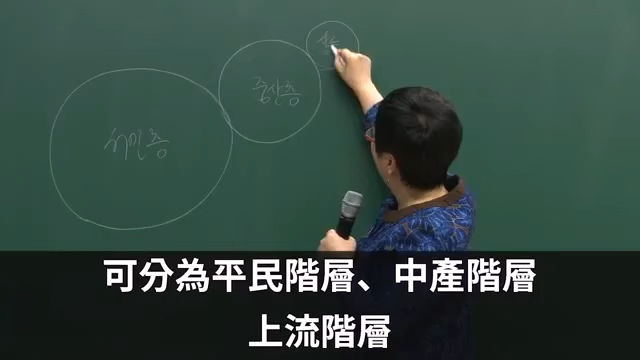 서민층
중산층
可分為平民階層、中產階層
上流階層